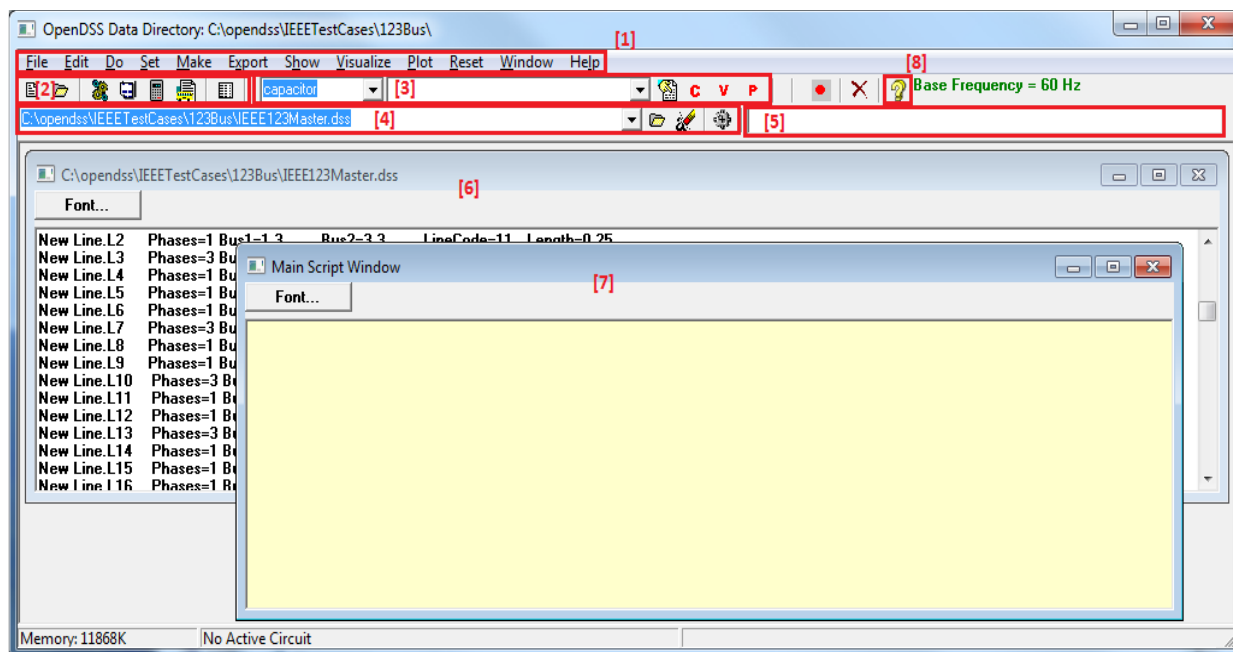 OpenDSS Data Directory: C:\opendss\IEEETestCases\123Bus\
[1]
File Edit Do Set Make Export Show Visualize Plot Reset Window Help
[8]
[2] capacitor [3] C V P Base Frequency = 60 Hz
C:\opendss\IEEETestCases\123Bus\IEEE123Master.dss [4] [5]
C:\opendss\IEEETestCases\123Bus\IEEE123Master.dss
[6]
Font...
New Line.L2 Phases=1 Bus1=1.3 Bus2=3.3 LineCode=11 Length=0.25
New Line.L3 Phases=3 Bu
New Line.L4 Phases=1 Bu
New Line.L5 Phases=1 Bu
New Line.L6 Phases=1 Bu
New Line.L7 Phases=3 Bu
New Line.L8 Phases=1 Bu
New Line.L9 Phases=1 Bu
New Line.L10 Phases=3 Bu
New Line.L11 Phases=1 Bu
New Line.L12 Phases=1 Bu
New Line.L13 Phases=3 Bu
New Line.L14 Phases=1 Bu
New Line.L15 Phases=1 Bu
New Line.L16 Phases=1 Bu
Main Script Window
[7]
Font...
Memory: 11868K No Active Circuit